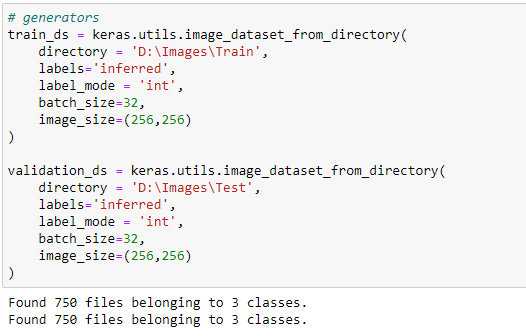 # generators
train_ds = keras.utils.image_dataset_from_directory(
    directory = 'D:\Images\Train',
    labels='inferred',
    label_mode = 'int',
    batch_size=32,
    image_size=(256,256)
)

validation_ds = keras.utils.image_dataset_from_directory(
    directory = 'D:\Images\Test',
    labels='inferred',
    label_mode = 'int',
    batch_size=32,
    image_size=(256,256)
)
Found 750 files belonging to 3 classes.
Found 750 files belonging to 3 classes.